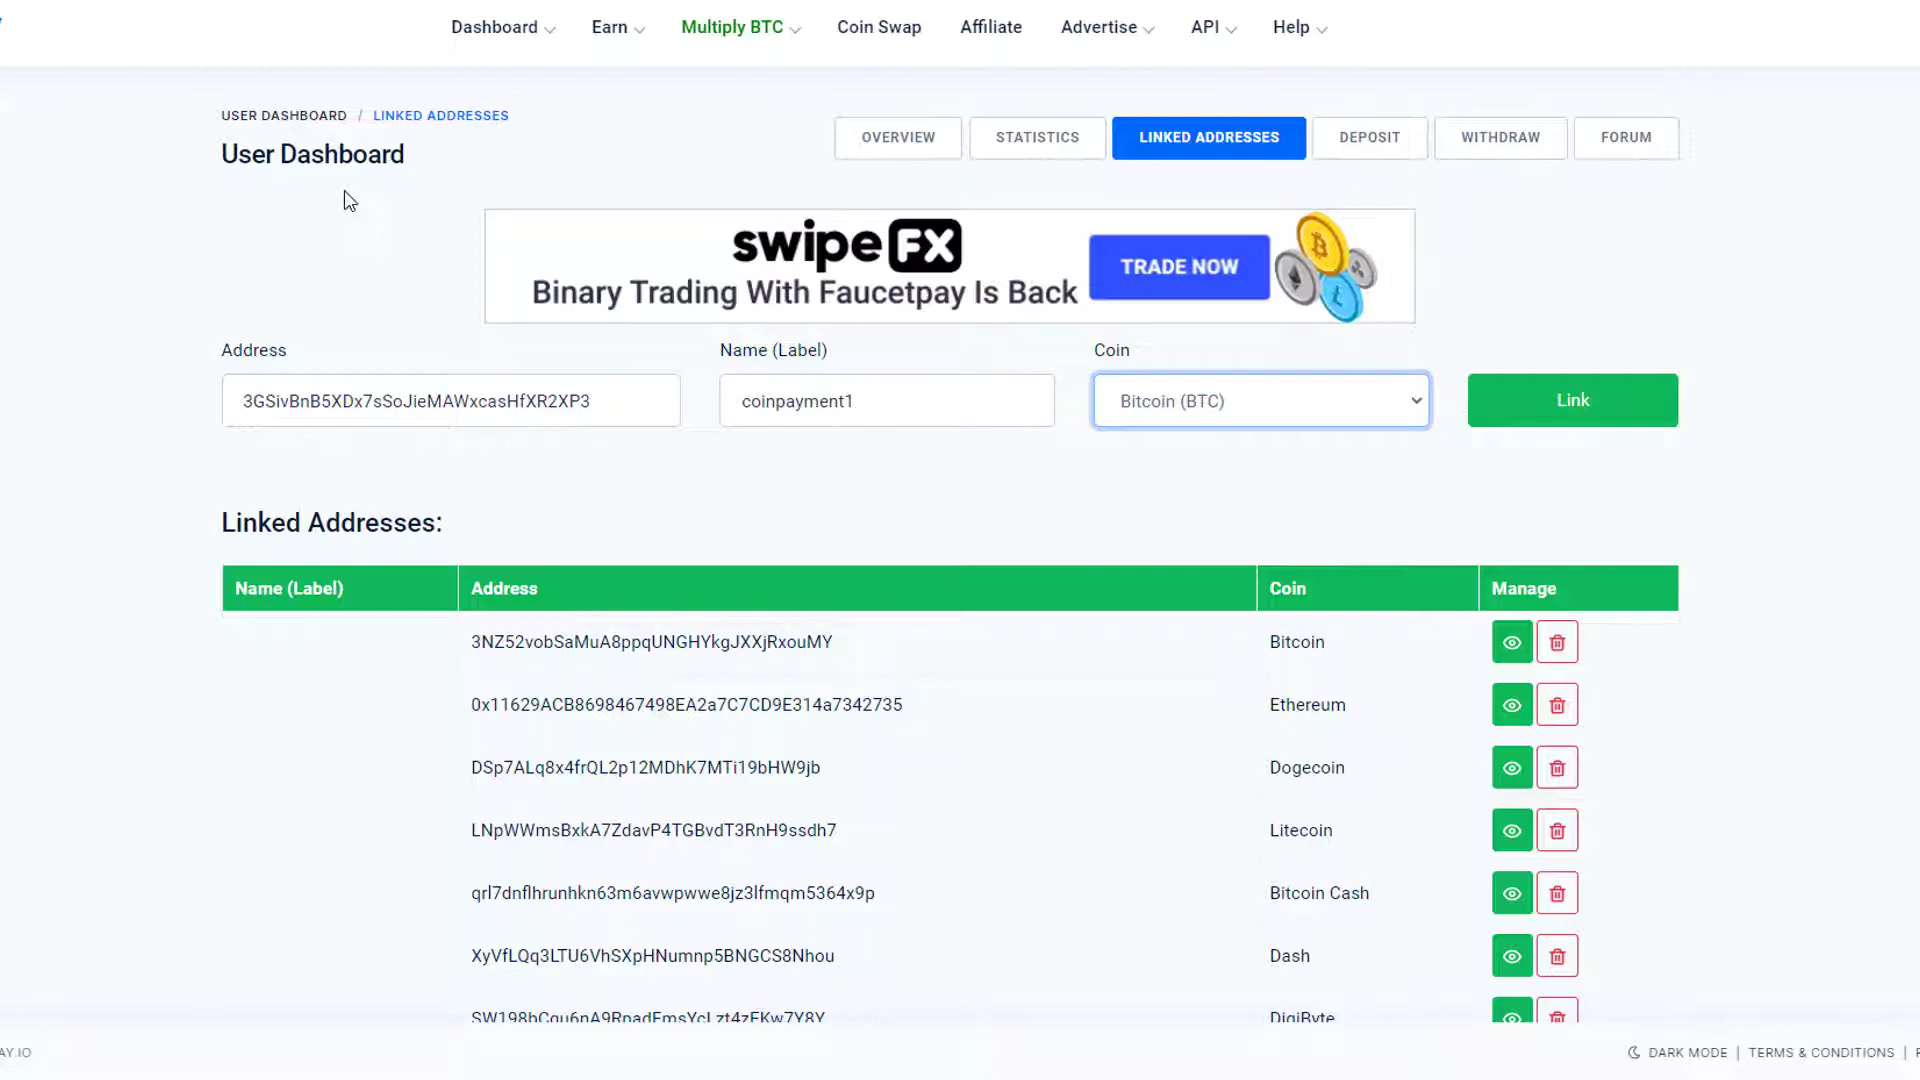 Dashboard Earn Multiply BTC Coin Swap Affiliate Advertise API Help
USER DASHBOARD / LINKED ADDRESSES
User Dashboard
OVERVIEW STATISTICS LINKED ADDRESSES DEPOSIT WITHDRAW FORUM
swipe FX
Binary Trading With Faucetpay Is Back
TRADE NOW
Address Name (Label) Coin
3GSivBnB5XDx7sSoJieMAWxcasHfXR2XP3 coinpayment1 Bitcoin (BTC) Link
Linked Addresses:
Name (Label) Address Coin Manage
3NZ52vobSaMuA8ppqUNGHYkgJXXjRxouMY Bitcoin
0x11629ACB8698467498EA2a7C7CD9E314a7342735 Ethereum
DSp7ALq8x4frQL2p12MDhK7MTi19bHW9jb Dogecoin
LNpWWmsBxkA7ZdavP4TGBvdT3RnH9ssdh7 Litecoin
qrl7dnflhrunhkn63m6avwpwwe8jz3lfmqm5364x9p Bitcoin Cash
XyVfLQq3LTU6VhSXpHNumnp5BNGCS8Nhou Dash
DigiByte
AY.IO DARK MODE | TERMS & CONDITIONS |